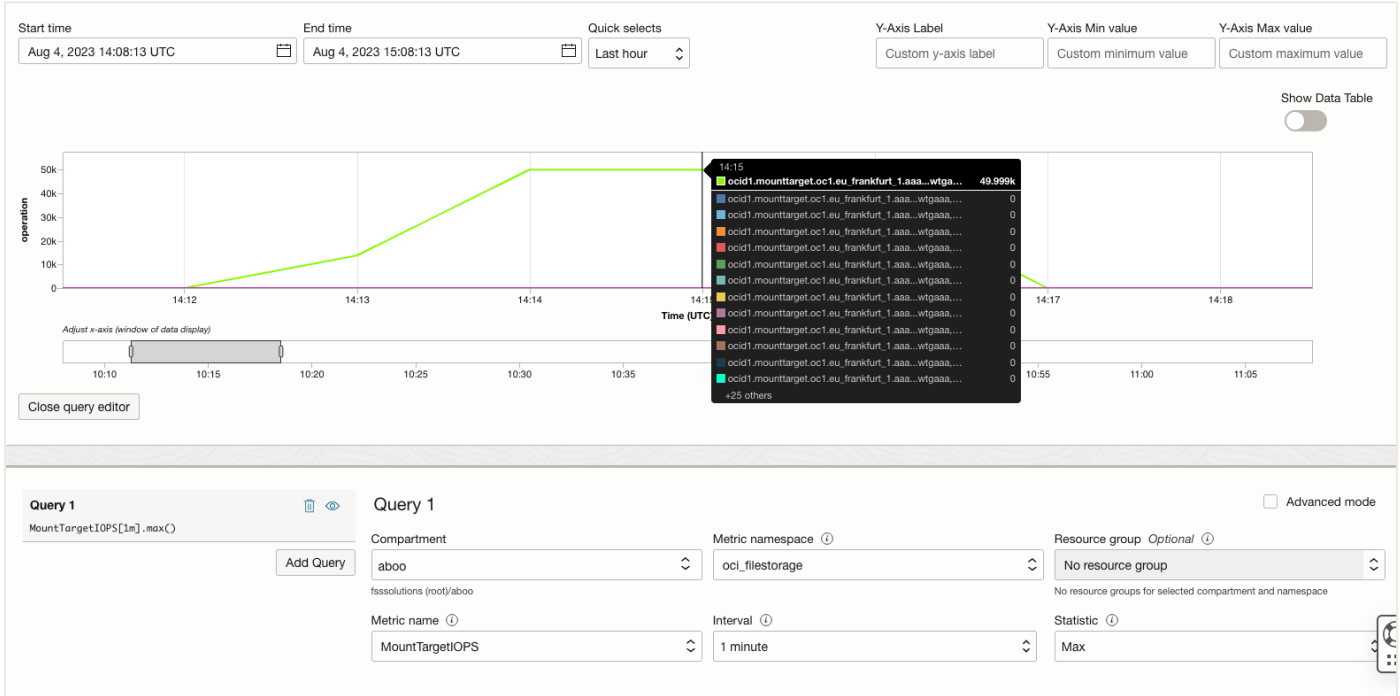 Start time End time Quick selects Y-Axis Label Y-Axis Min value Y-Axis Max value
Aug 4, 2023 14:08:13 UTC Aug 4, 2023 15:08:13 UTC Last hour Custom y-axis label Custom minimum value Custom maximum value
Show Data Table
50k
40k
30k
20k
10k
0
operation
14:15
ocid1.mounttarget.oc1.eu_frankfurt_1.aaa...wtga... 49.999k
ocid1.mounttarget.oc1.eu_frankfurt_1.aaa...wtgaaa,... 0
ocid1.mounttarget.oc1.eu_frankfurt_1.aaa...wtgaaa,... 0
ocid1.mounttarget.oc1.eu_frankfurt_1.aaa...wtgaaa,... 0
ocid1.mounttarget.oc1.eu_frankfurt_1.aaa...wtgaaa,... 0
ocid1.mounttarget.oc1.eu_frankfurt_1.aaa...wtgaaa,... 0
ocid1.mounttarget.oc1.eu_frankfurt_1.aaa...wtgaaa,... 0
ocid1.mounttarget.oc1.eu_frankfurt_1.aaa...wtgaaa,... 0
ocid1.mounttarget.oc1.eu_frankfurt_1.aaa...wtgaaa,... 0
ocid1.mounttarget.oc1.eu_frankfurt_1.aaa...wtgaaa,... 0
ocid1.mounttarget.oc1.eu_frankfurt_1.aaa...wtgaaa,... 0
ocid1.mounttarget.oc1.eu_frankfurt_1.aaa...wtgaaa,... 0
ocid1.mounttarget.oc1.eu_frankfurt_1.aaa...wtgaaa,... 0
+25 others
14:12 14:13 14:14 14:15 14:17 14:18
Time (UTC)
Adjust x-axis (window of data display)
10:10 10:15 10:20 10:25 10:30 10:35 10:55 11:00 11:05
Close query editor
Query 1
MountTargetIOPS[1m].max()
Add Query
Query 1 Advanced mode
Compartment Metric namespace Resource group Optional
aboo oci_filestorage No resource group
fsssolutions (root)/aboo No resource groups for selected compartment and namespace
Metric name Interval Statistic
MountTargetIOPS 1 minute Max